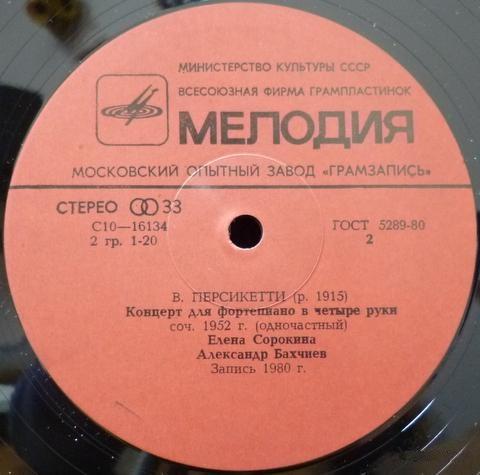 МИНИСТЕРСТВО КУЛЬТУРЫ СССР
ВСЕСОЮЗНАЯ ФИРМА ГРАМПЛАСТИНОК
МЕЛОДИЯ
МОСКОВСКИЙ ОПЫТНЫЙ ЗАВОД «ГРАМЗАПИСЬ»
СТЕРЕО 33
С10—16134
2 гр. 1-20
ГОСТ 5289-80
2
В. ПЕРСИКЕТТИ (р. 1915)
Концерт для фортепиано в четыре руки
соч. 1952 г. (одночастный)
Елена Сорокина
Александр Бахчиев
Запись 1980 г.